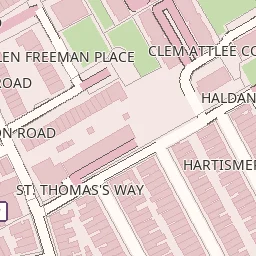 LEN FREEMAN PLACE
CLEM ATTLEE CO
ROAD
HALDAN
ON ROAD
HARTISMER
ST. THOMAS'S WAY